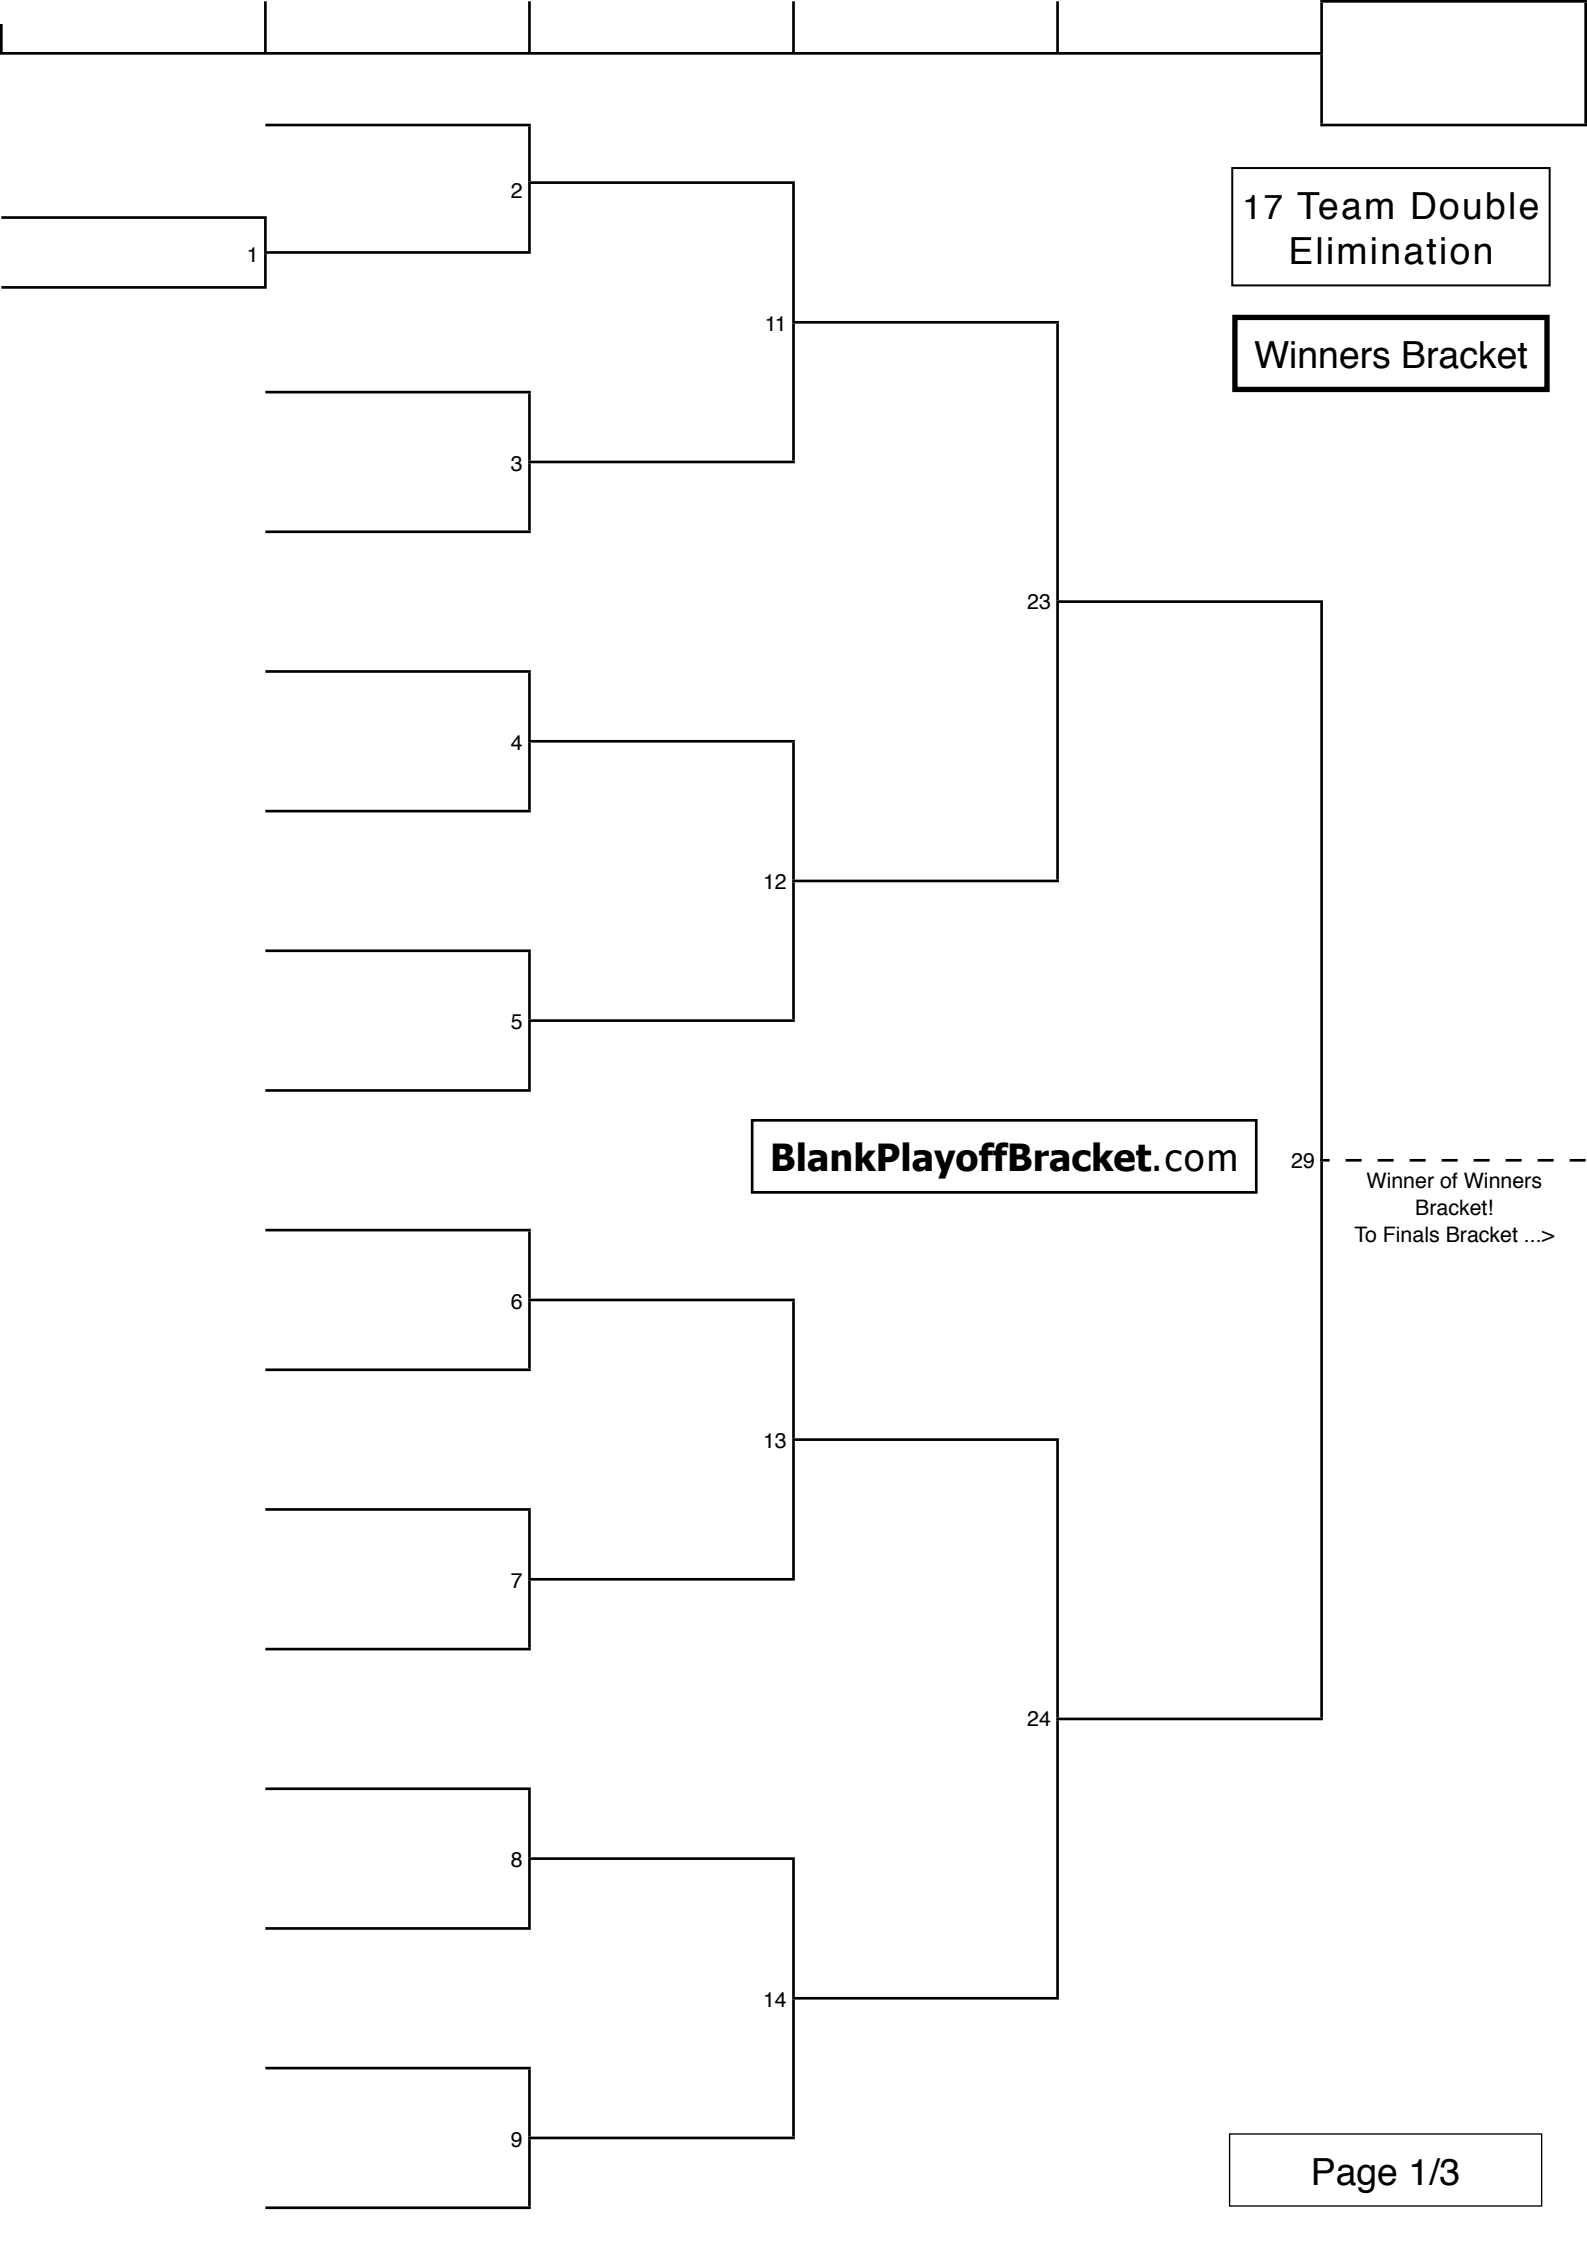 2
17 Team Double
Elimination
1
11
Winners Bracket
3
23
4
12
5
BlankPlayoffBracket.com
29
Winner of Winners
Bracket!
To Finals Bracket ...>
6
13
7
24
8
14
9
Page 1/3